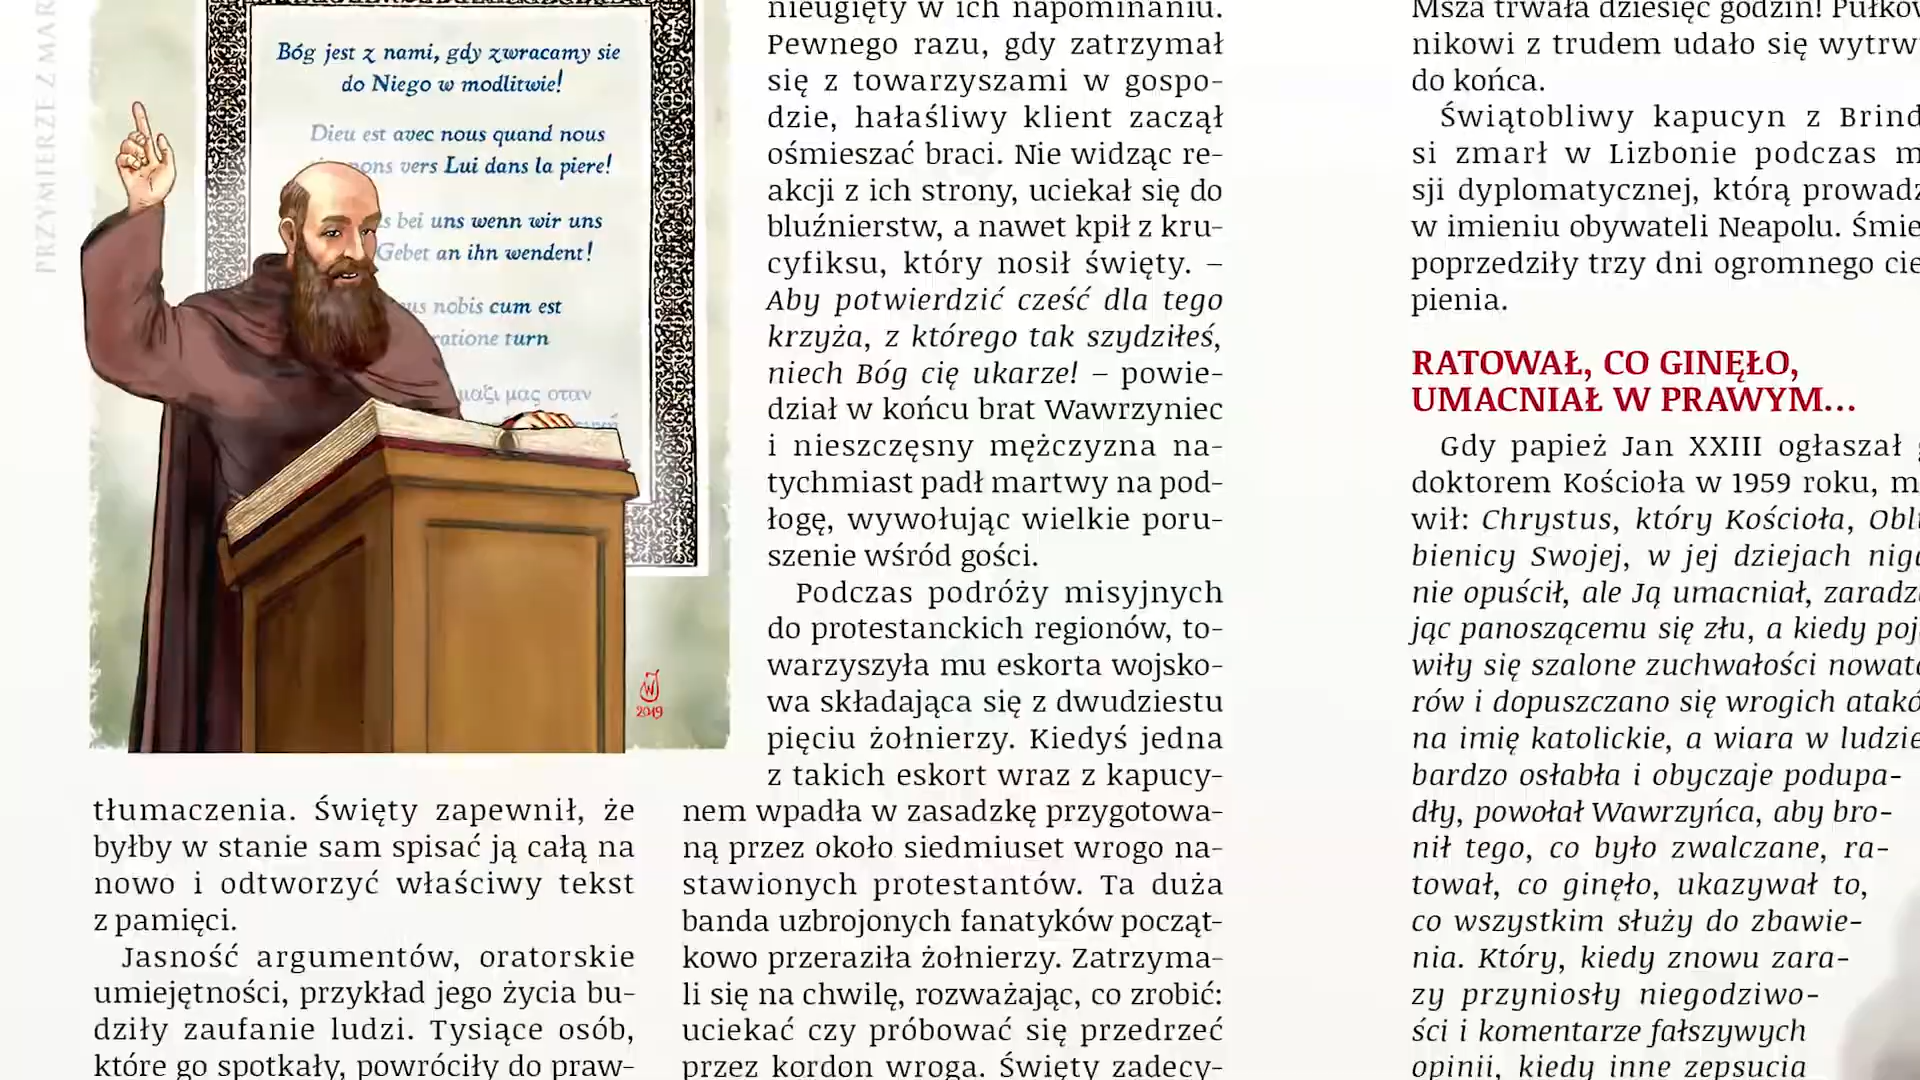 PRZYMIERZE Z MAR
Bóg jest z nami, gdy zwracamy sie
do Niego w modlitwie!
Dieu est avec nous quand nous
vers Lui dans la piere!
bei uns wenn wir uns
Gebet an ihn wendent!
nobis cum est
turn
μαζι μας οταν
2019
tłumaczenia. Święty zapewnił, że
byłby w stanie sam spisać ją całą na
nowo i odtworzyć właściwy tekst
z pamięci.
Jasność argumentów, oratorskie
umiejętności, przykład jego życia bu-
dziły zaufanie ludzi. Tysiące osób,
które go spotkały, powróciły do praw-
nieugięty w ich napominaniu.
Pewnego razu, gdy zatrzymał
się z towarzyszami w gospo-
dzie, hałaśliwy klient zaczął
ośmieszać braci. Nie widząc re-
akcji z ich strony, uciekał się do
bluźnierstw, a nawet kpił z kru-
cyfiksu, który nosił święty. –
Aby potwierdzić cześć dla tego
krzyża, z którego tak szydziłeś,
niech Bóg cię ukarze! – powie-
dział w końcu brat Wawrzyniec
i nieszczęsny mężczyzna na-
tychmiast padł martwy na pod-
łogę, wywołując wielkie poru-
szenie wśród gości.
Podczas podróży misyjnych
do protestanckich regionów, to-
warzyszyła mu eskorta wojsko-
wa składająca się z dwudziestu
pięciu żołnierzy. Kiedyś jedna
z takich eskort wraz z kapucy-
nem wpadła w zasadzkę przygotowa-
ną przez około siedmiuset wrogo na-
stawionych protestantów. Ta duża
banda uzbrojonych fanatyków począt-
kowo przeraziła żołnierzy. Zatrzyma-
li się na chwilę, rozważając, co zrobić:
uciekać czy próbować się przedrzeć
przez kordon wroga. Święty zadecy-
Msza trwała dziesięć godzin! Pułkow
nikowi z trudem udało się wytrw
do końca.
Świątobliwy kapucyn z Brind
si zmarł w Lizbonie podczas m
sji dyplomatycznej, którą prowadz
w imieniu obywateli Neapolu. Śmie
poprzedziły trzy dni ogromnego cie
pienia.
RATOWAŁ, CO GINĘŁO,
UMACNIAŁ W PRAWYM...
Gdy papież Jan XXIII ogłaszał g
doktorem Kościoła w 1959 roku, m
wił: Chrystus, który Kościoła, Oblu
bienicy Swojej, w jej dziejach nig
nie opuścił, ale Ją umacniał, zaradza
jąc panoszącemu się złu, a kiedy poj
wiły się szalone zuchwałości nowato
rów i dopuszczano się wrogich atakó
na imię katolickie, a wiara w ludzie
bardzo osłabła i obyczaje podupa-
dły, powołał Wawrzyńca, aby bro-
nił tego, co było zwalczane, ra-
tował, co ginęło, ukazywał to,
co wszystkim służy do zbawie-
nia. Który, kiedy znowu zara-
zy przyniosły niegodziwo-
ści i komentarze fałszywych
opinii, kiedy inne zepsucia